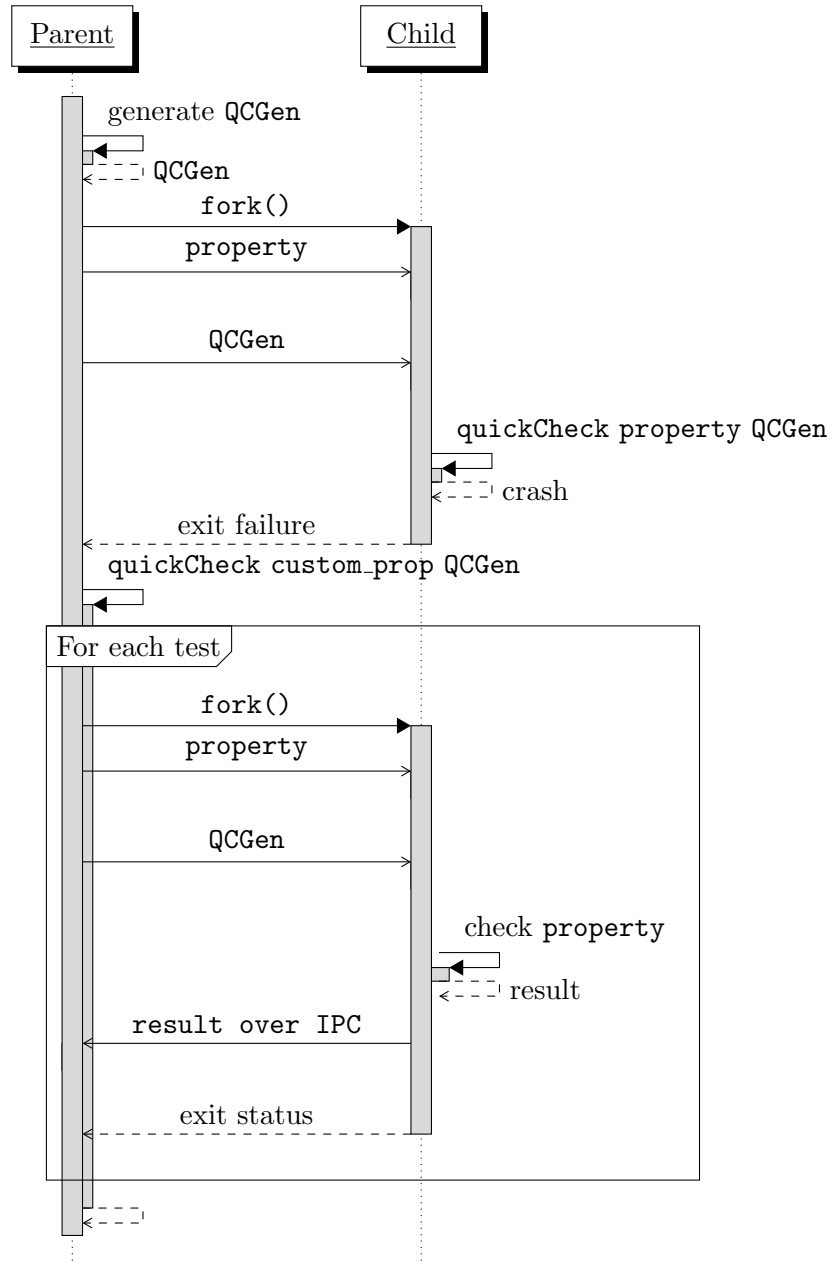 Parent
Child
generate QCGen
QCGen
fork()
property
QCGen
quickCheck property QCGen
crash
exit failure
quickCheck custom_prop QCGen
For each test
fork()
property
QCGen
check property
result
result over IPC
exit status